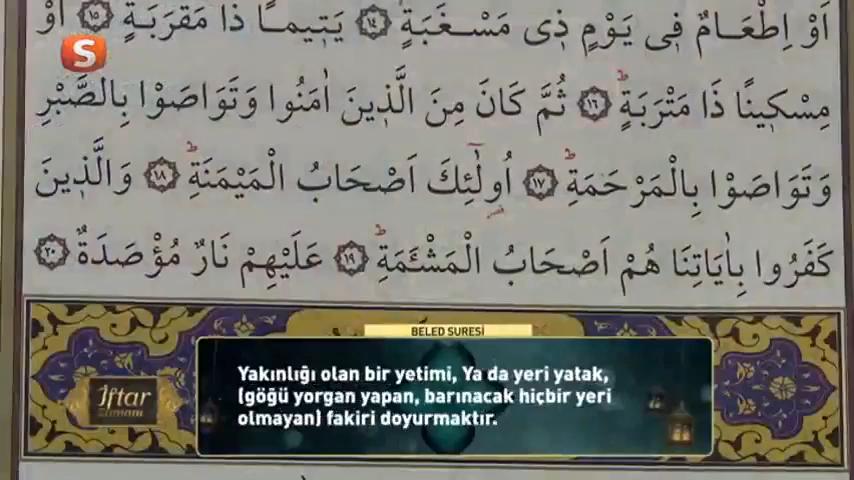 اَوْ اِطْعَامٌ فٖى يَوْمٍ ذٖى مَسْغَبَةٍ ﴿١٤﴾ يَتٖيمًا ذَا مَقْرَبَةٍ ﴿١٥﴾ اَوْ
S
مِسْكٖينًا ذَا مَتْرَبَةٍ ﴿١٦﴾ ثُمَّ كَانَ مِنَ الَّذٖينَ اٰمَنُوا وَتَوَاصَوْا بِالصَّبْرِ
وَتَوَاصَوْا بِالْمَرْحَمَةِ ﴿١٧﴾ اُو۬لٰٓئِكَ اَصْحَابُ الْمَيْمَنَةِ ﴿١٨﴾ وَالَّذٖينَ
كَفَرُوا بِاٰيَاتِنَا هُمْ اَصْحَابُ الْمَشْـَٔمَةِ ﴿١٩﴾ عَلَيْهِمْ نَارٌ مُؤْصَدَةٌ ﴿٢٠﴾
BELED SURESİ
Yakınlığı olan bir yetimi, Ya da yeri yatak,
(göğü yorgan yapan, barınacak hiçbir yeri
olmayan) fakiri doyurmaktır.
İftar
Zamanı